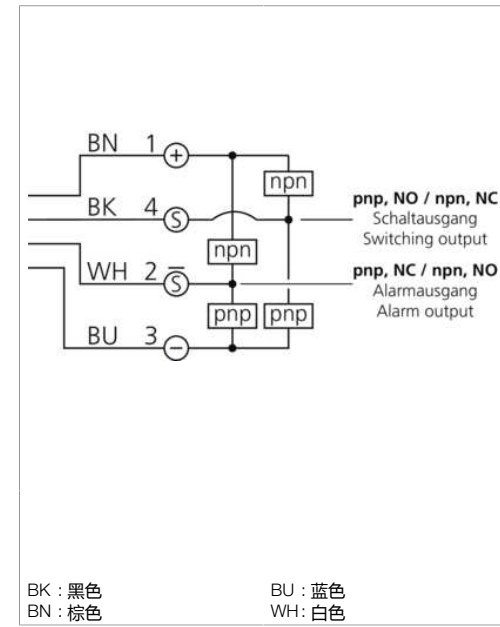 BN 1 +
npn
BK 4 S
pnp, NO / npn, NC
Schaltausgang
Switching output
npn
WH 2 S̅
pnp, NC / npn, NO
Alarmausgang
Alarm output
pnp pnp
BU 3 −
BK : 黑色
BU : 蓝色
BN : 棕色
WH : 白色